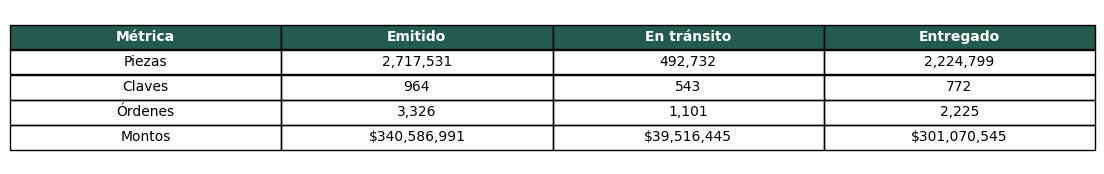 Métrica Emitido En tránsito Entregado
Piezas 2,717,531 492,732 2,224,799
Claves 964 543 772
Órdenes 3,326 1,101 2,225
Montos $340,586,991 $39,516,445 $301,070,545